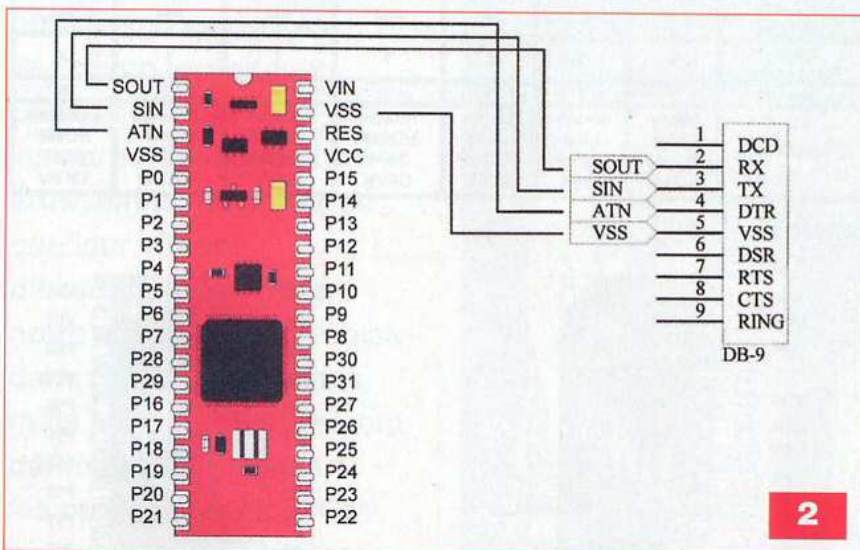 SOUT
SIN
ATN
VSS
P0
P1
P2
P3
P4
P5
P6
P7
P28
P29
P16
P17
P18
P19
P20
P21
VIN
VSS
RES
VCC
P15
P14
P13
P12
P11
P10
P9
P8
P30
P31
P27
P26
P25
P24
P23
P22
SOUT
SIN
ATN
VSS
1 DCD
2 RX
3 TX
4 DTR
5 VSS
6 DSR
7 RTS
8 CTS
9 RING
DB-9
2